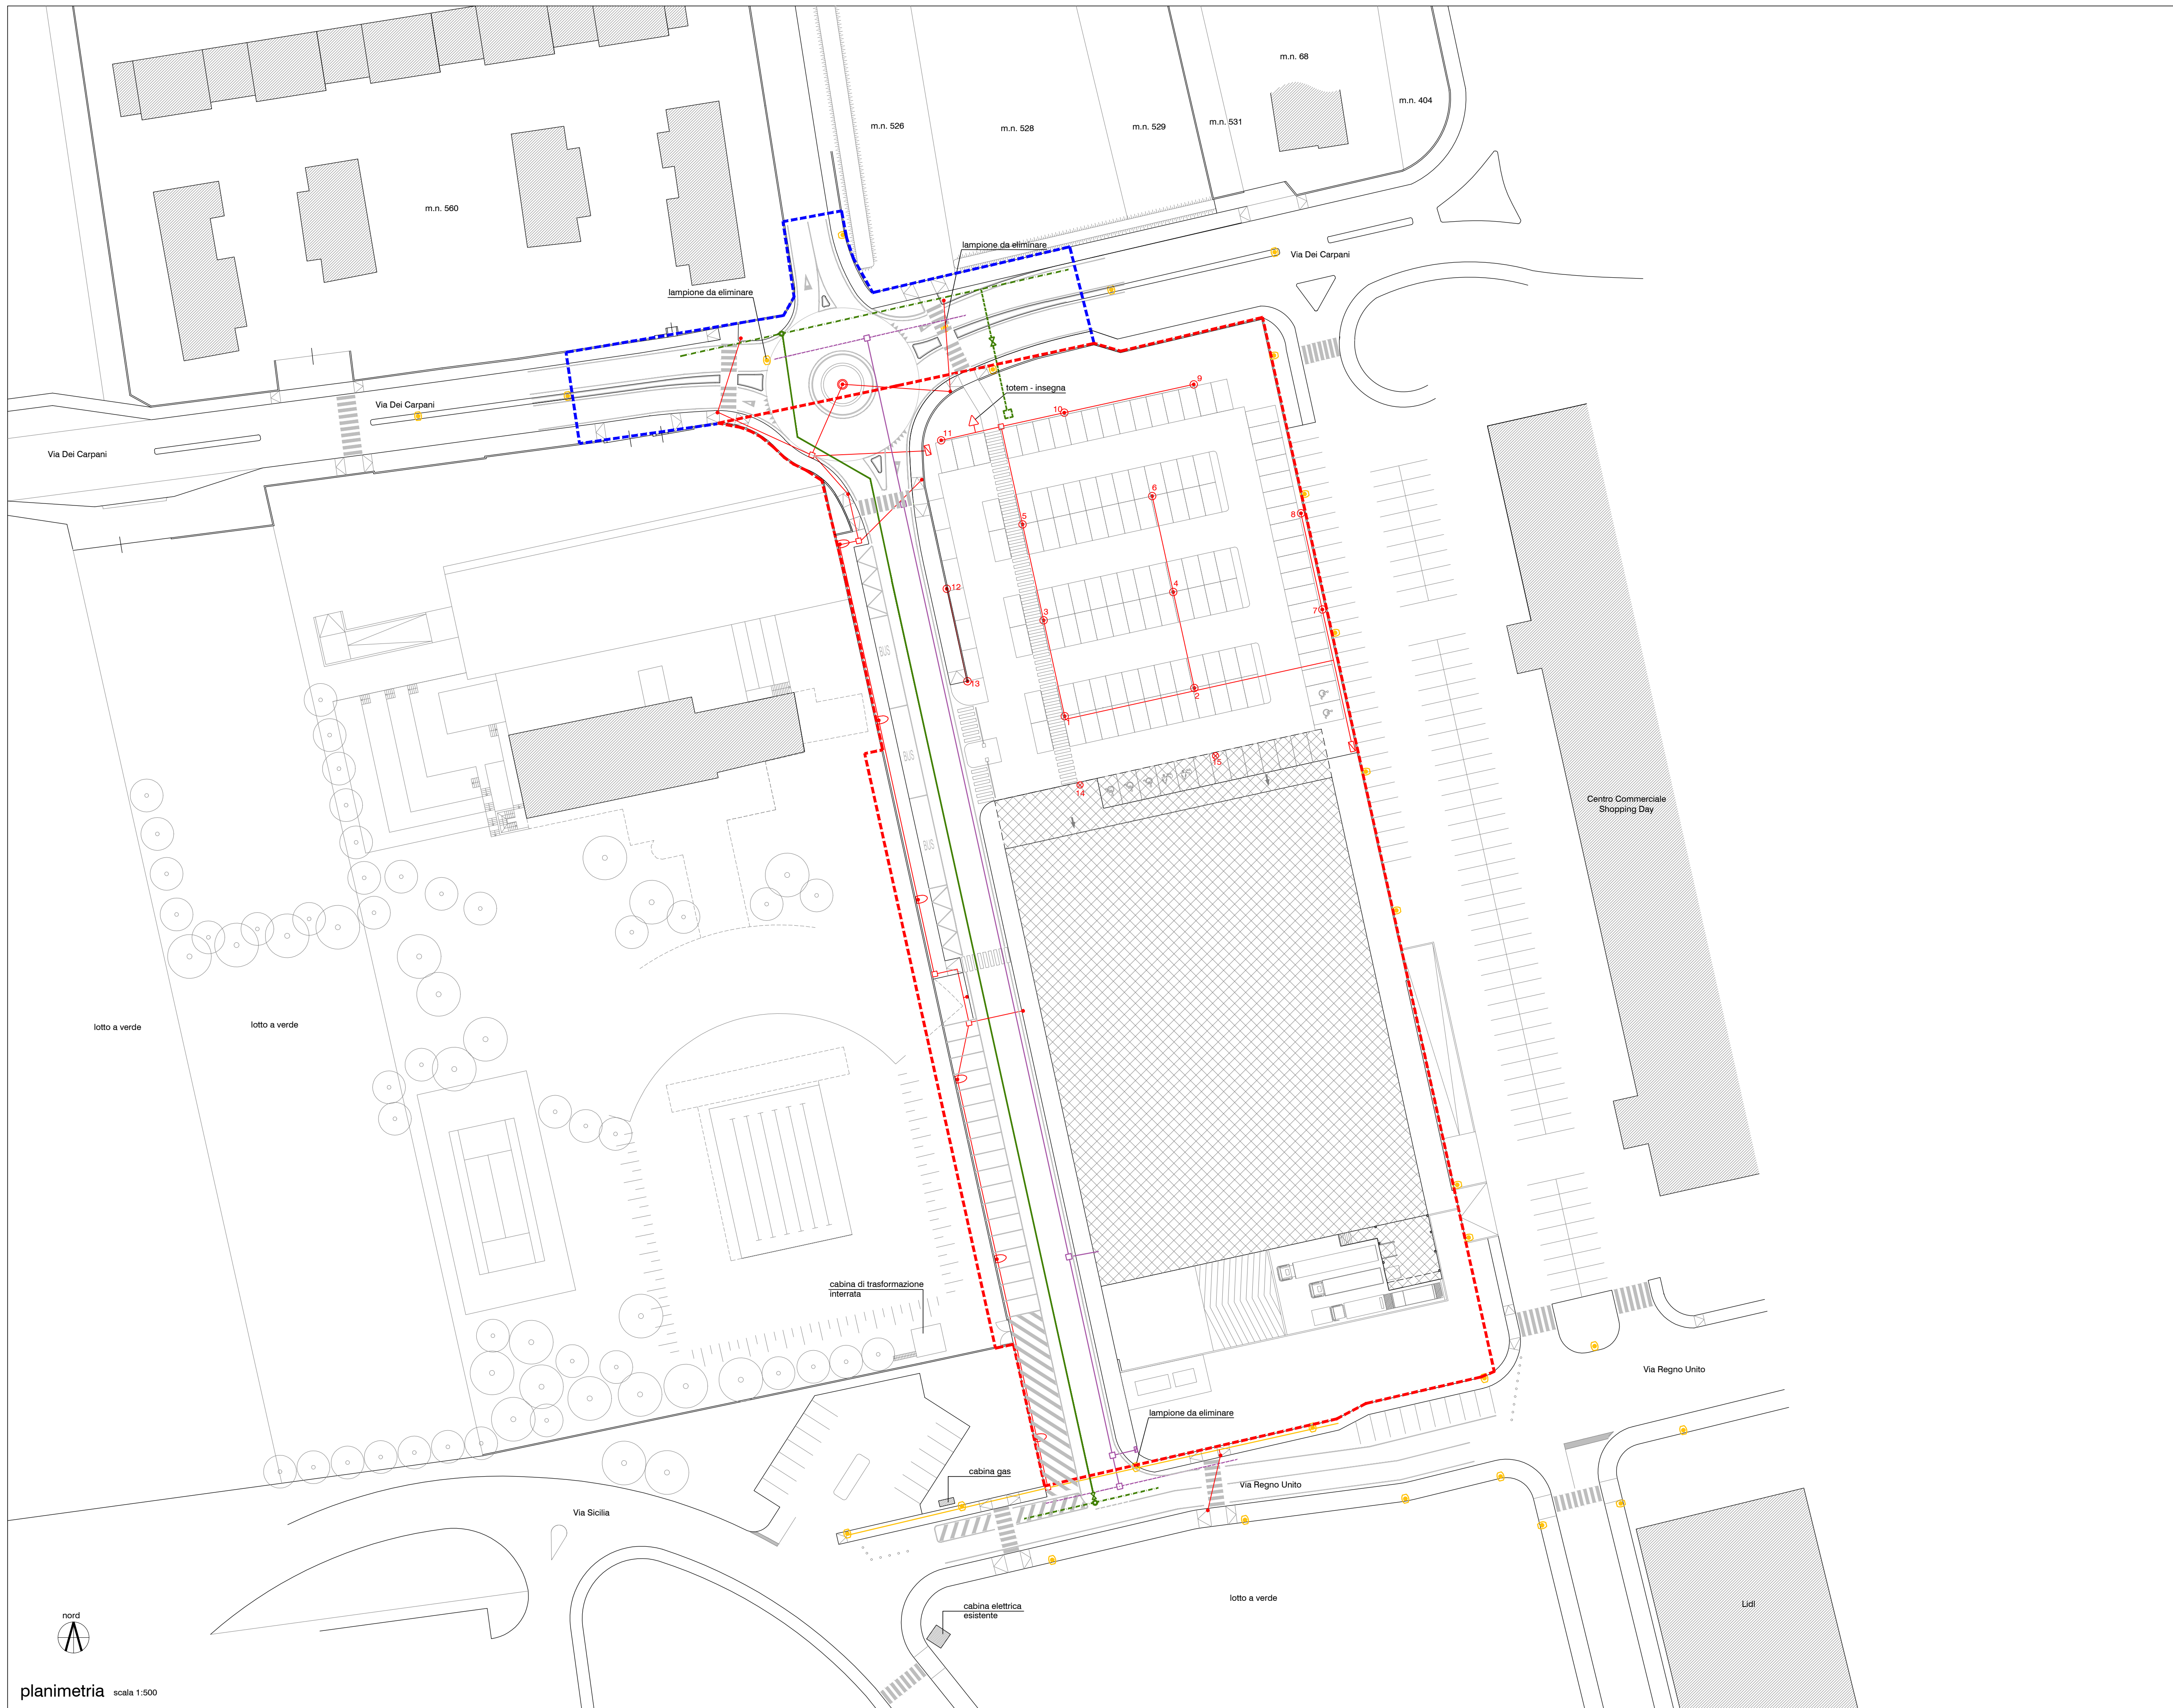 m.n. 68
m.n. 404
m.n. 526
m.n. 528
m.n. 529
m.n. 531
m.n. 560
lampione da eliminare
Via Dei Carpani
lampione da eliminare
totem - insegna
9
10
Via Dei Carpani
11
Via Dei Carpani
6
8
5
12
4
3
7
BUS
13
2
1
BUS
15
14
Centro Commerciale
Shopping Day
BUS
lotto a verde
lotto a verde
cabina di trasformazione
interrata
Via Regno Unito
lampione da eliminare
cabina gas
Via Regno Unito
Via Sicilia
lotto a verde
cabina elettrica
esistente
Lidl
nord
planimetria scala 1:500